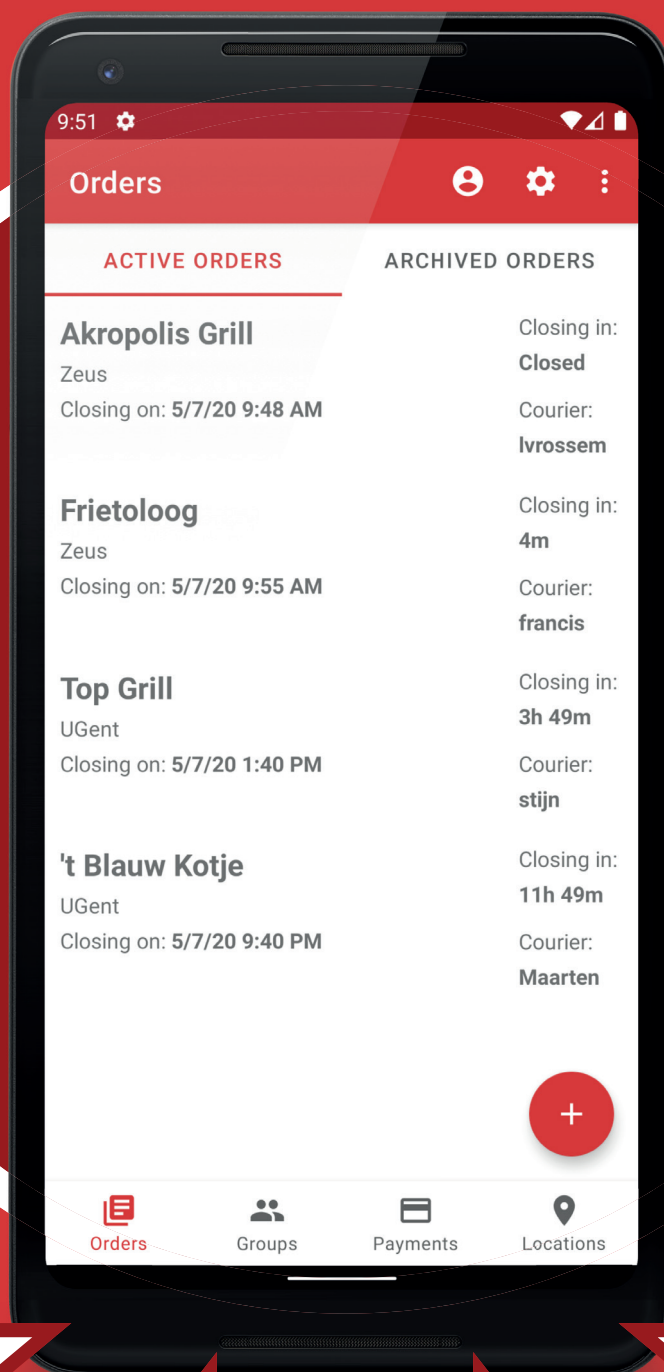 9:51
Orders
ACTIVE ORDERS ARCHIVED ORDERS
Akropolis Grill
Zeus
Closing on: 5/7/20 9:48 AM
Closing in:
Closed
Courier:
lvrossem
Frietoloog
Zeus
Closing on: 5/7/20 9:55 AM
Closing in:
4m
Courier:
francis
Top Grill
UGent
Closing on: 5/7/20 1:40 PM
Closing in:
3h 49m
Courier:
stijn
't Blauw Kotje
UGent
Closing on: 5/7/20 9:40 PM
Closing in:
11h 49m
Courier:
Maarten
+
Orders Groups Payments Locations